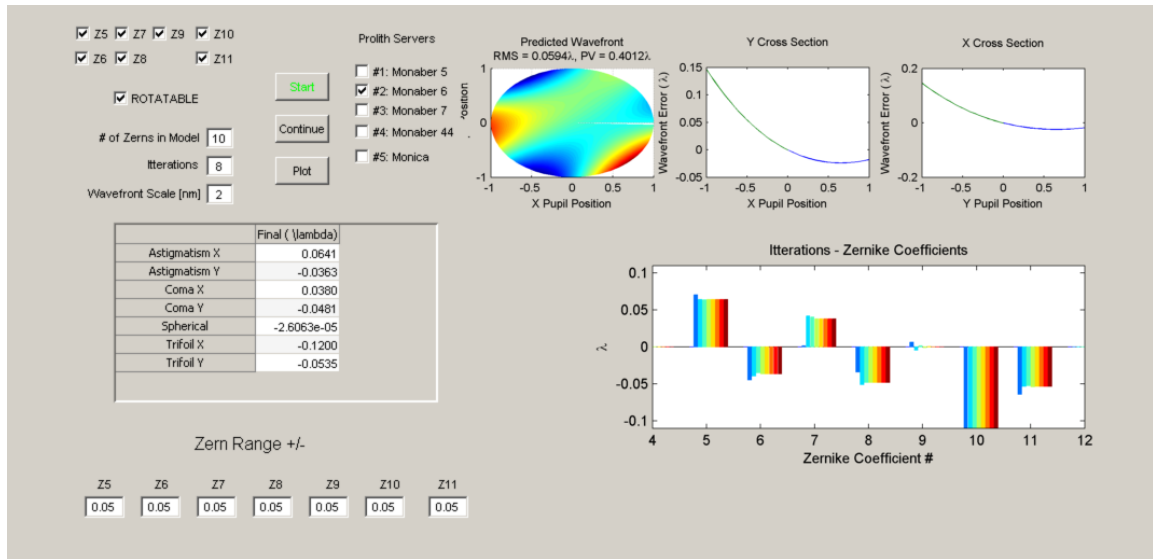 Z5 Z7 Z9 Z10
Z6 Z8 Z11
ROTATABLE
# of Zerns in Model 10
Itterations 8
Wavefront Scale [nm] 2
Start
Continue
Plot
Prolith Servers
#1: Monaber 5
#2: Monaber 6
#3: Monaber 7
#4: Monaber 44
#5: Monica
Predicted Wavefront
RMS = 0.0594λ, PV = 0.4012λ
1
0
-1
-1 -0.5 0 0.5 1
X Pupil Position
Y Cross Section
Wavefront Error (λ)
0.15
0.1
0.05
0
-0.05
-1 -0.5 0 0.5 1
X Pupil Position
X Cross Section
Wavefront Error (λ)
0.2
0
-0.2
-1 -0.5 0 0.5 1
Y Pupil Position
Final ( \lambda)
Astigmatism X 0.0641
Astigmatism Y -0.0363
Coma X 0.0380
Coma Y -0.0481
Spherical -2.6063e-05
Trifoil X -0.1200
Trifoil Y -0.0535
Itterations - Zernike Coefficients
λ
0.1
0.05
0
-0.05
-0.1
4 5 6 7 8 9 10 11 12
Zernike Coefficient #
Zern Range +/-
Z5 Z6 Z7 Z8 Z9 Z10 Z11
0.05 0.05 0.05 0.05 0.05 0.05 0.05